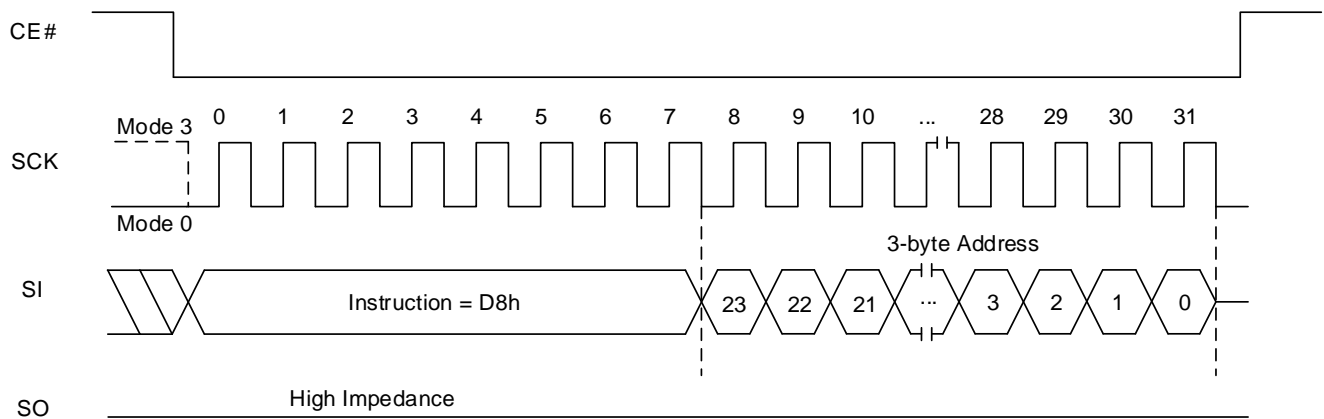 CE#
0 1 2 3 4 5 6 7 8 9 10 ... 28 29 30 31
Mode 3
SCK
Mode 0
3-byte Address
SI
Instruction = D8h 23 22 21 ... 3 2 1 0
High Impedance
SO